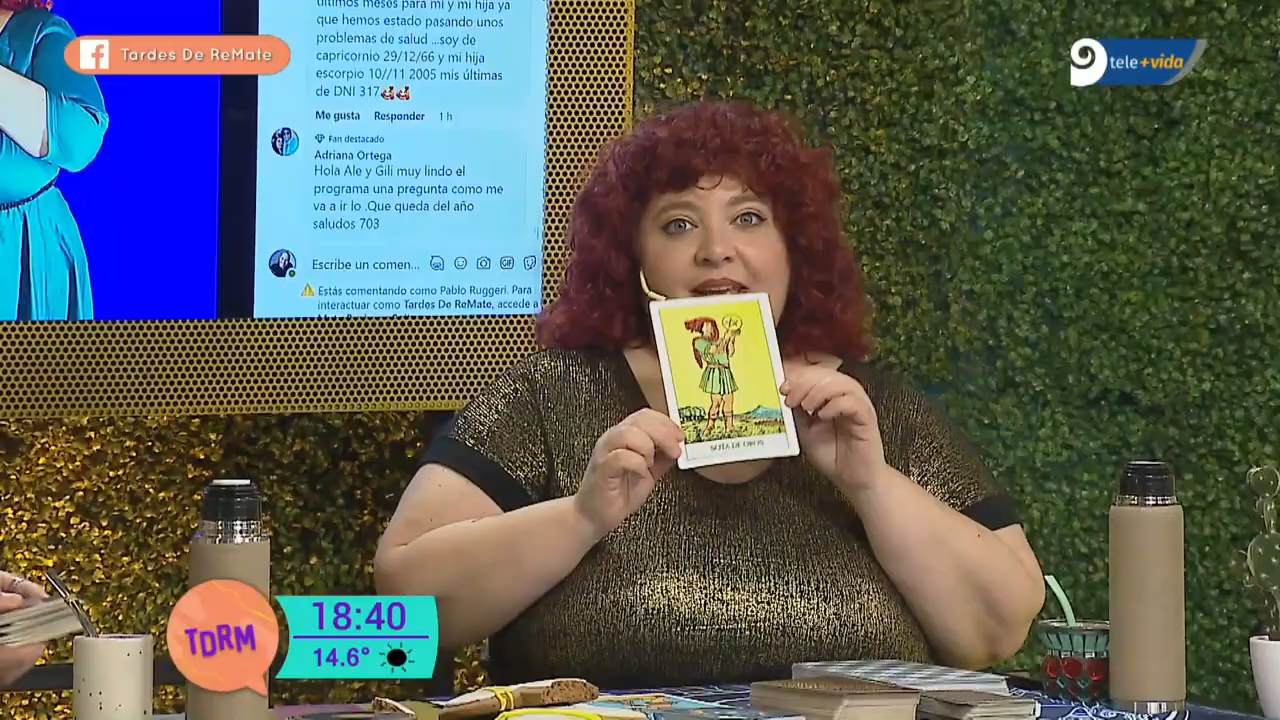 últimos meses para mi y mi hija ya
que hemos estado pasando unos
problemas de salud ...soy de
capricornio 29/12/66 y mi hija
escorpio 10//11 2005 mis últimas
de DNI 317🥰🥰
Me gusta Responder 1 h
Fan destacado
Adriana Ortega
Hola Ale y Gili muy lindo el
programa una pregunta como me
va a ir lo .Que queda del año
saludos 703
Escribe un comen...
GIF
Estás comentando como Pablo Ruggeri. Para
interactuar como Tardes De ReMate, accede a
f Tardes De ReMate
9 tele+vida
SOTA DE OROS
TDRM
18:40
14.6°